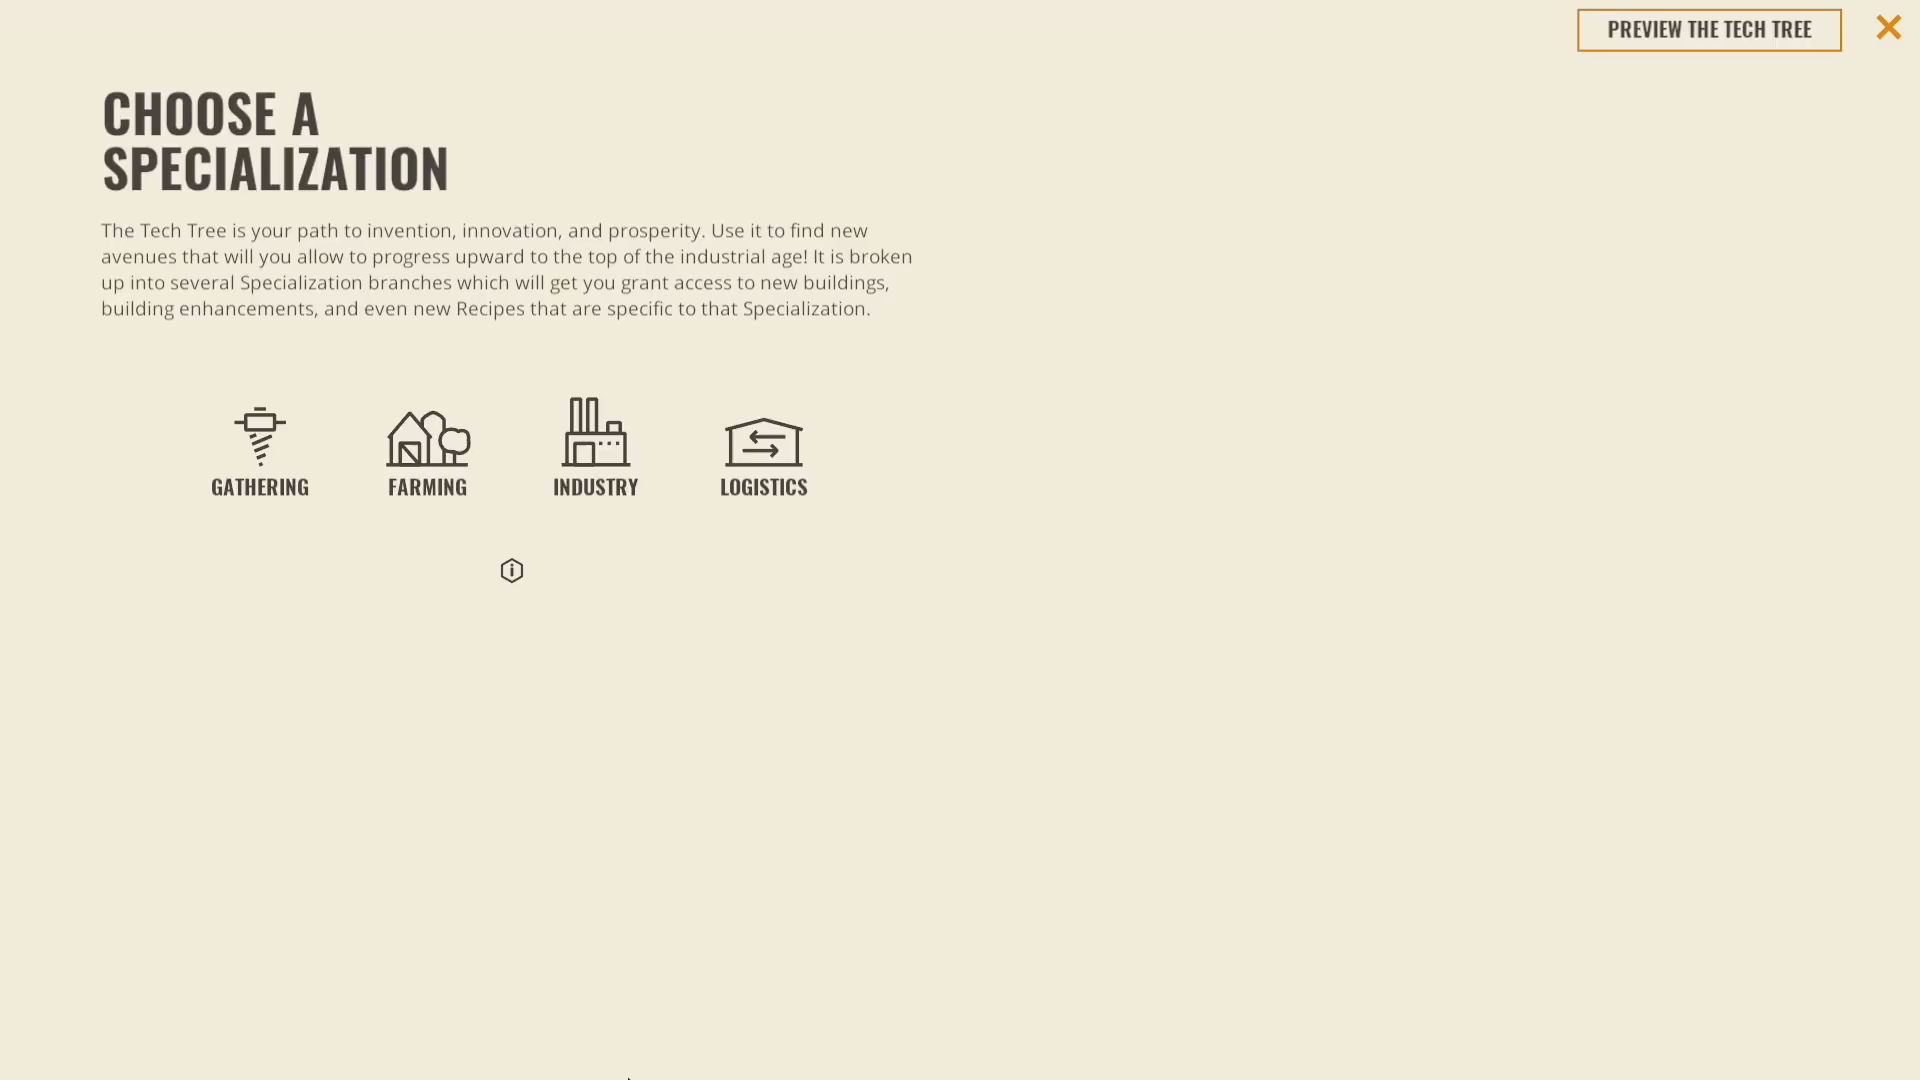 PREVIEW THE TECH TREE
CHOOSE A
SPECIALIZATION
The Tech Tree is your path to invention, innovation, and prosperity. Use it to find new
avenues that will you allow to progress upward to the top of the industrial age! It is broken
up into several Specialization branches which will get you grant access to new buildings,
building enhancements, and even new Recipes that are specific to that Specialization.
GATHERING
FARMING
INDUSTRY
LOGISTICS